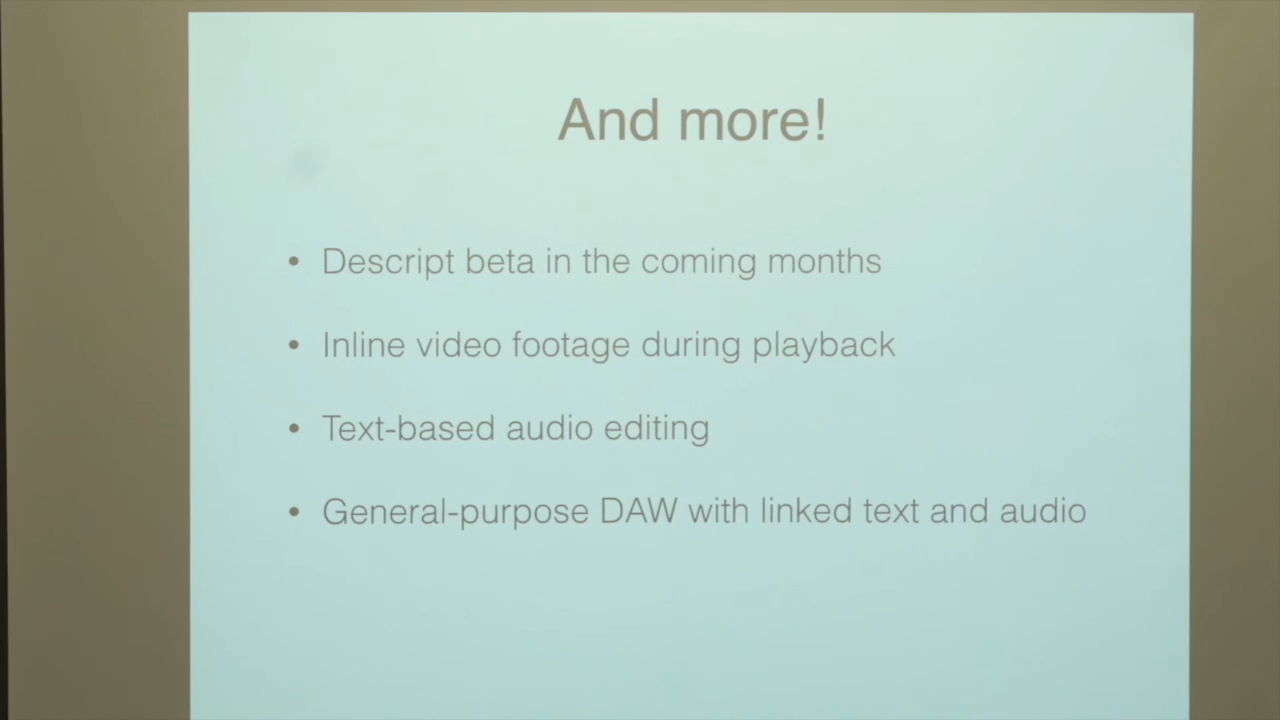 And more!
• Descript beta in the coming months
• Inline video footage during playback
• Text-based audio editing
• General-purpose DAW with linked text and audio